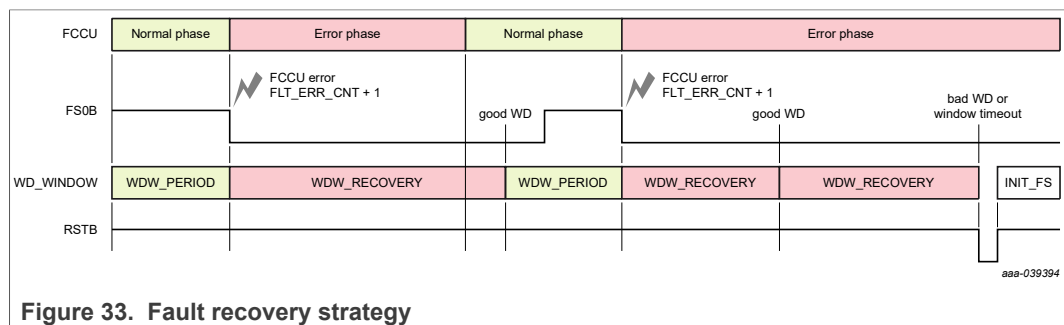 FCCU
Normal phase
Error phase
Normal phase
Error phase
FCCU error
FLT_ERR_CNT + 1
FCCU error
FLT_ERR_CNT + 1
FS0B
good WD
good WD
bad WD or
window timeout
WD_WINDOW
WDW_PERIOD
WDW_RECOVERY
WDW_PERIOD
WDW_RECOVERY
WDW_RECOVERY
INIT_FS
RSTB
aaa-039394
Figure 33. Fault recovery strategy